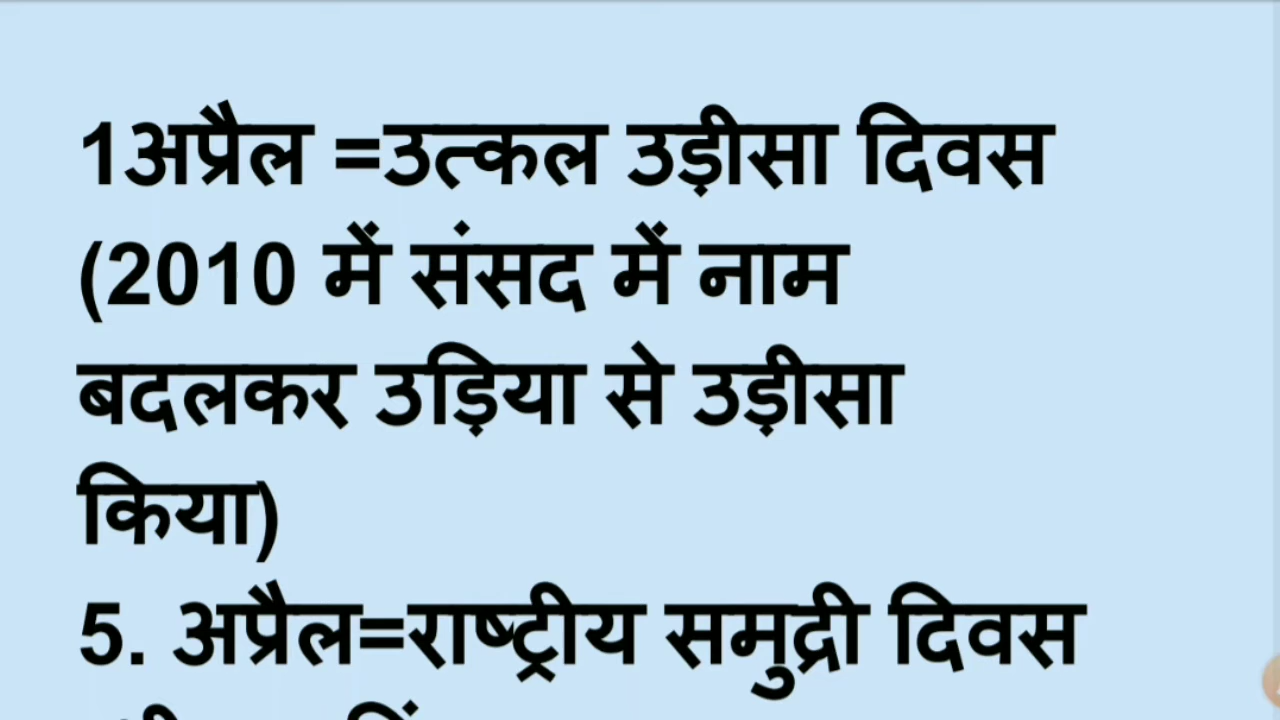 1अप्रैल =उत्कल उड़ीसा दिवस
(2010 में संसद में नाम
बदलकर उड़िया से उड़ीसा
किया)
5. अप्रैल=राष्ट्रीय समुद्री दिवस